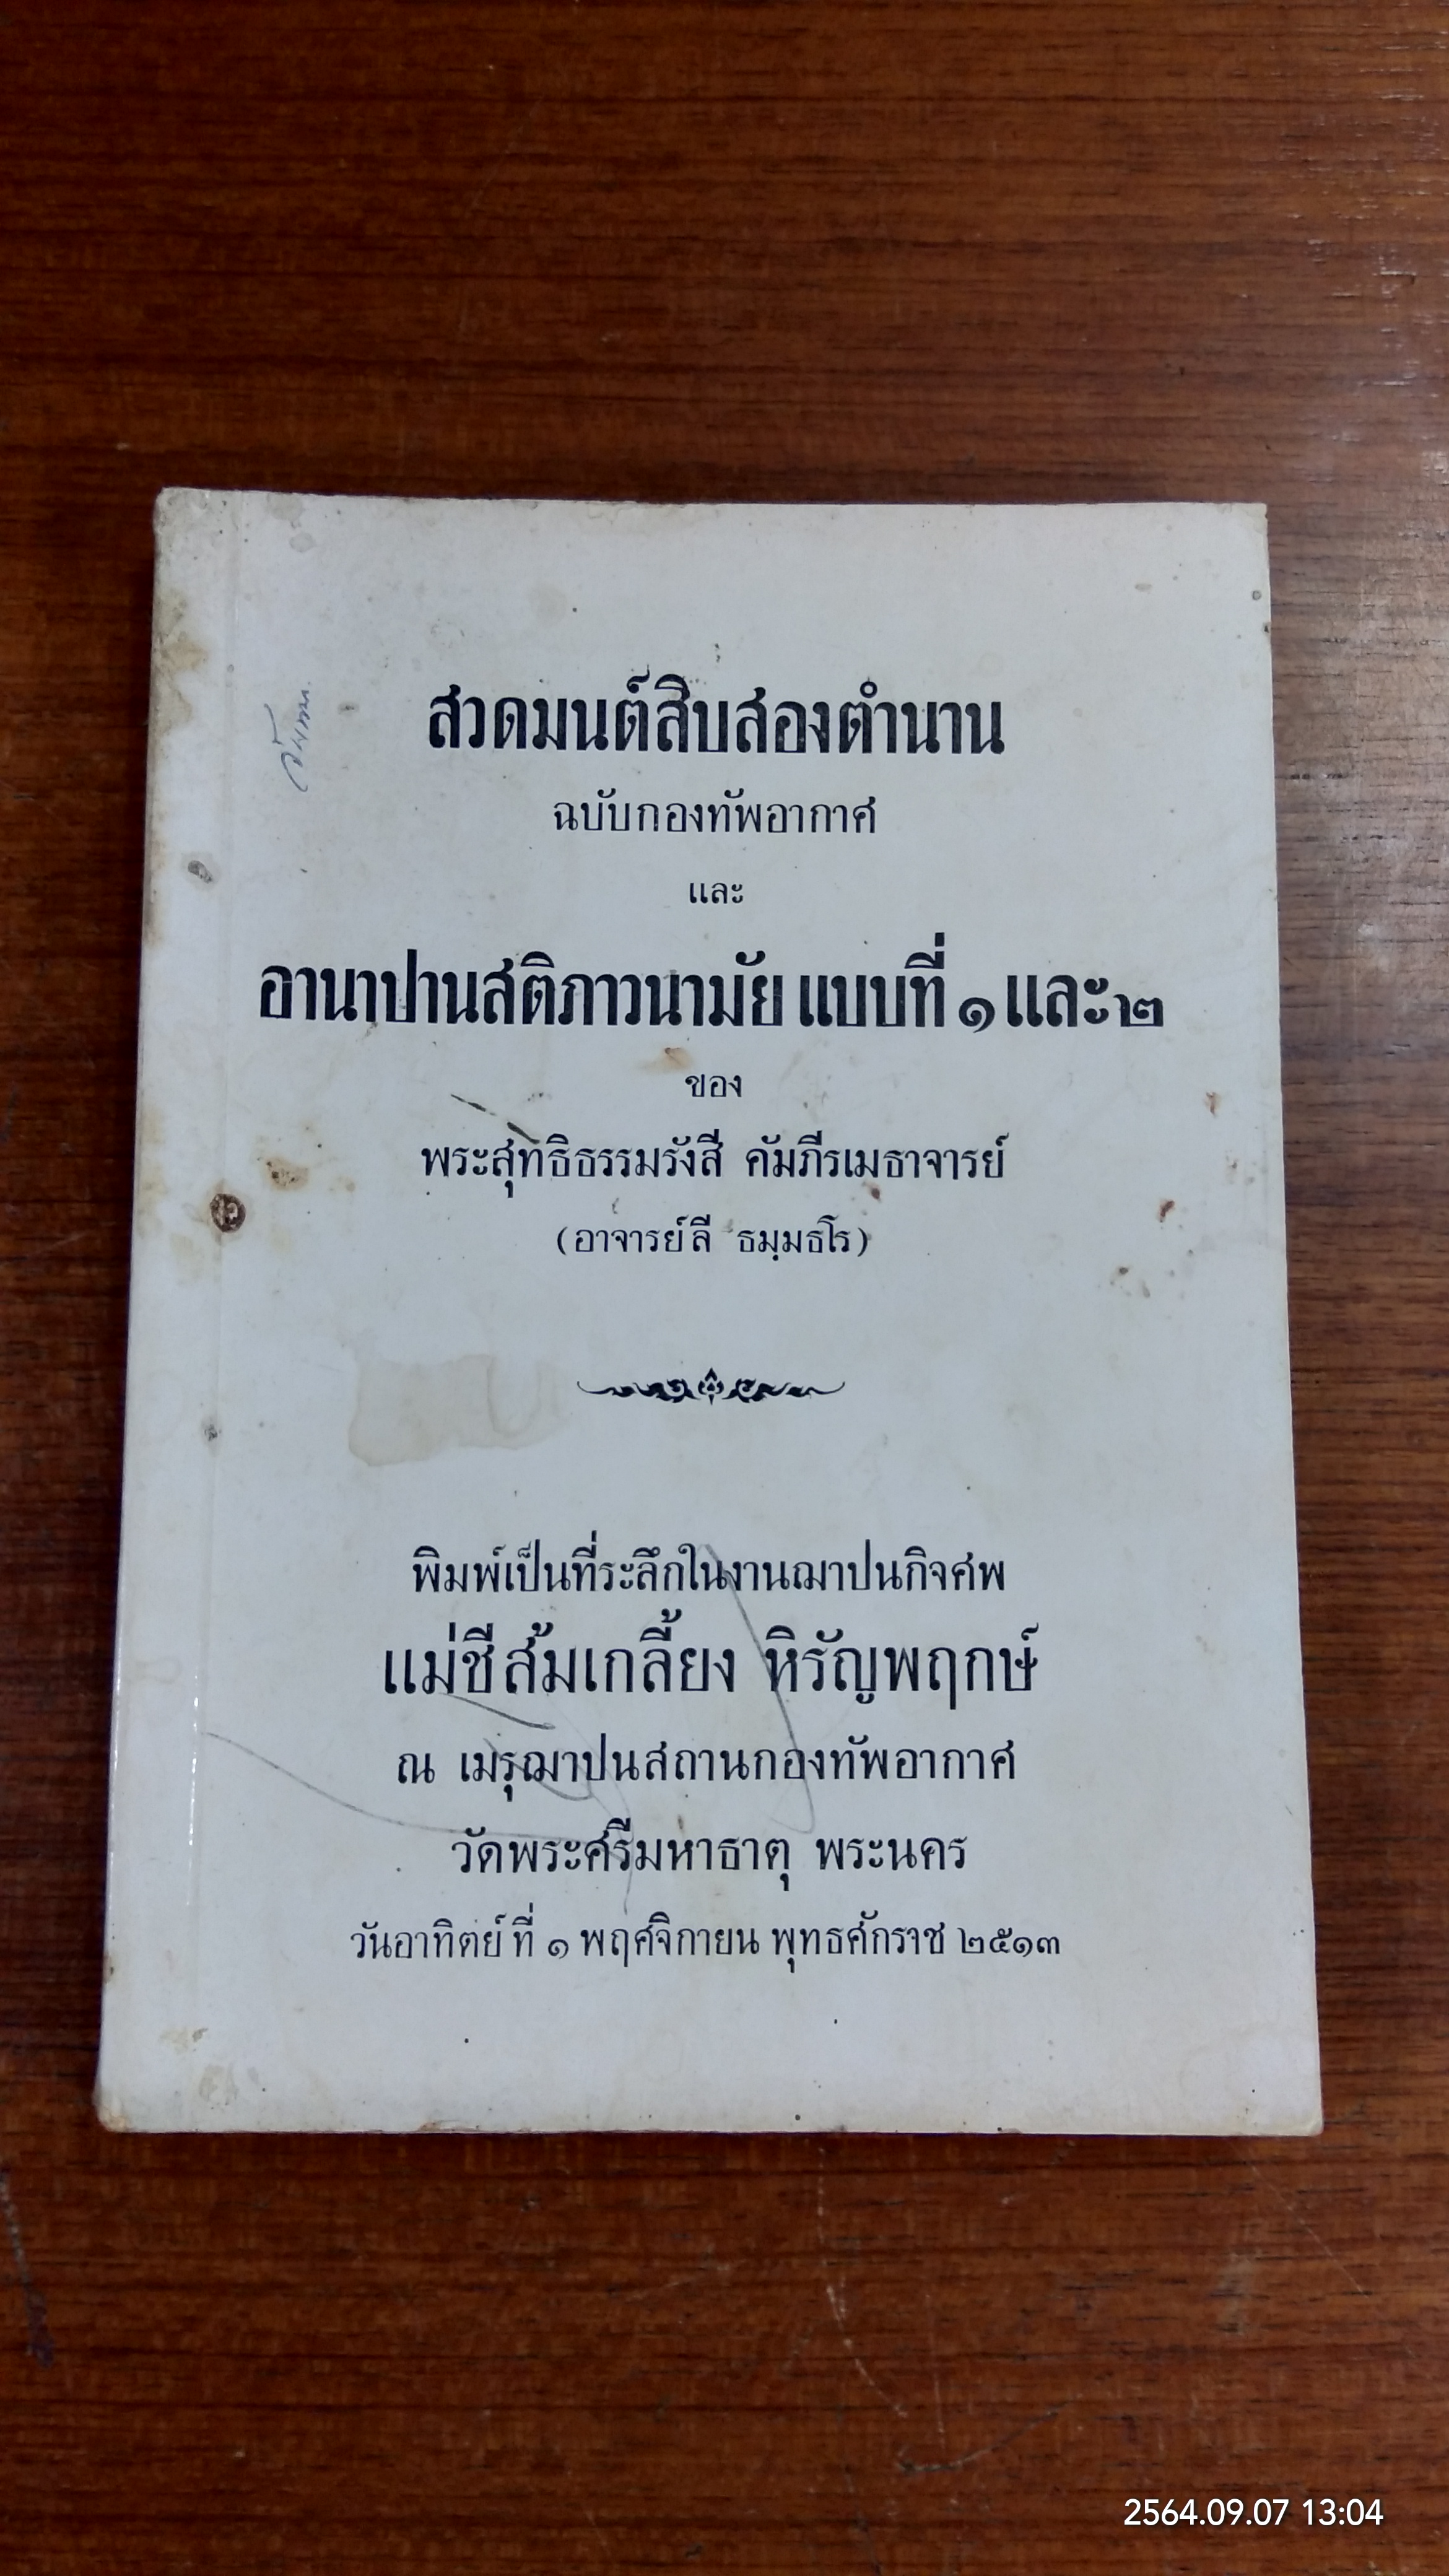 สวดมนต์สิบสองตำนาน
ฉบับกองทัพอากาศ
และ
อานาปานสติภาวนามัย แบบที่ ๑ และ ๒
ของ
พระสุทธิธรรมรังสี คัมภีรเมธาจารย์
(อาจารย์ลี ธมฺมธโร)
พิมพ์เป็นที่ระลึกในงานฌาปนกิจศพ
แม่ชีส้มเกลี้ยง หิรัญพฤกษ์
ณ เมรุฌาปนสถานกองทัพอากาศ
วัดพระศรีมหาธาตุ พระนคร
วันอาทิตย์ ที่ ๑ พฤศจิกายน พุทธศักราช ๒๕๑๓
2564.09.07 13:04